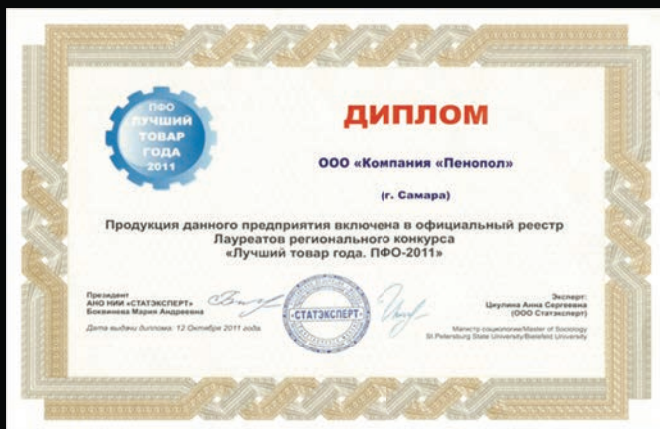 ПФО
ЛУЧШИЙ
ТОВАР
ГОДА
2011
ДИПЛОМ
ООО «Компания «Пенопол»
(г. Самара)
Продукция данного предприятия включена в официальный реестр
Лауреатов регионального конкурса
«Лучший товар года. ПФО-2011»
Президент
АНО НИИ «СТАТЭКСПЕРТ»
Боквинева Мария Андреевна
Дата выдачи диплома: 12 Октября 2011 года.
СТАТЭКСПЕРТ
Эксперт:
Циулина Анна Сергеевна
(ООО Статэксперт)
Магистр социологии/Master of Sociology
St.Petersburg State University/Bielefeld University